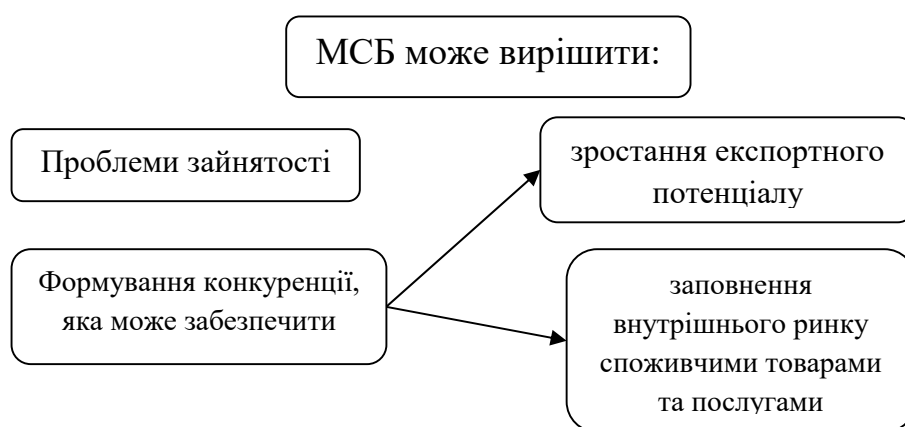 МСБ може вирішити:
Проблеми зайнятості
зростання експортного
потенціалу
Формування конкуренції,
яка може забезпечити
заповнення
внутрішнього ринку
споживчими товарами
та послугами